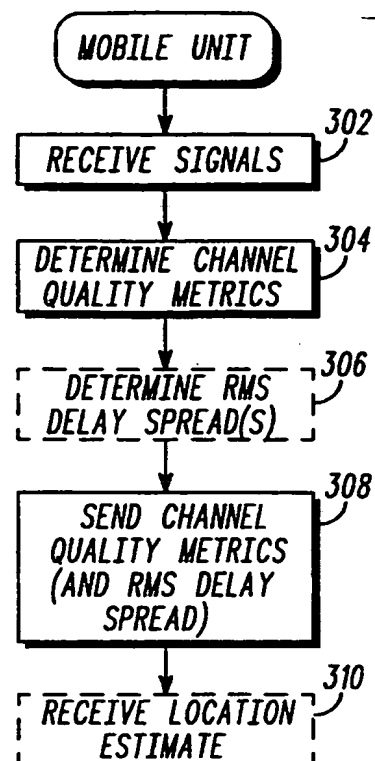 MOBILE UNIT
302
RECEIVE SIGNALS
304
DETERMINE CHANNEL
QUALITY METRICS
306
DETERMINE RMS
DELAY SPREAD(S)
308
SEND CHANNEL
QUALITY METRICS
(AND RMS DELAY
SPREAD)
310
RECEIVE LOCATION
ESTIMATE